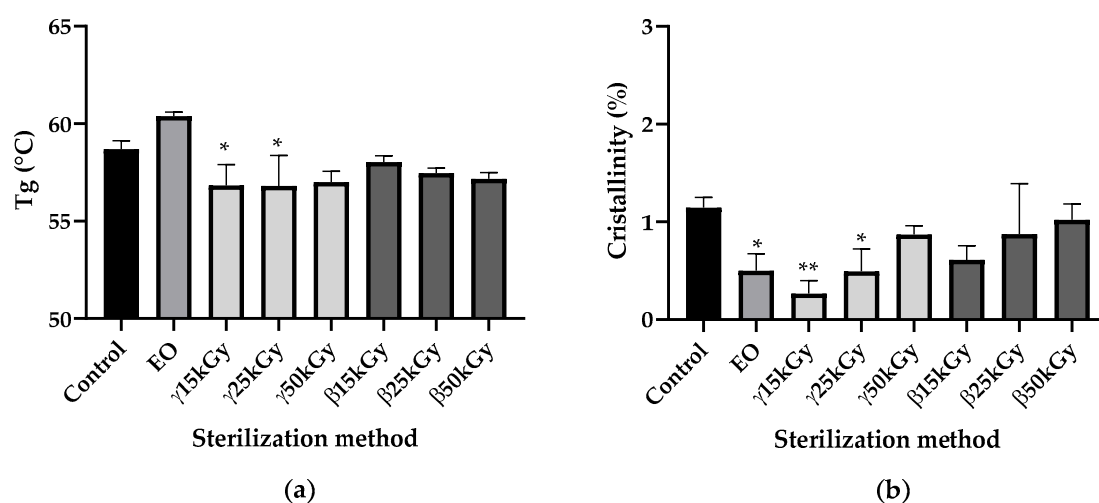 65
60
55
50
Tg (°C)
* *
Control
EO
γ15kGy
γ25kGy
γ50kGy
β15kGy
β25kGy
β50kGy
Sterilization method
(a)
3
2
1
0
Cristallinity (%)
* ** *
Control
EO
γ15kGy
γ25kGy
γ50kGy
β15kGy
β25kGy
β50kGy
Sterilization method
(b)